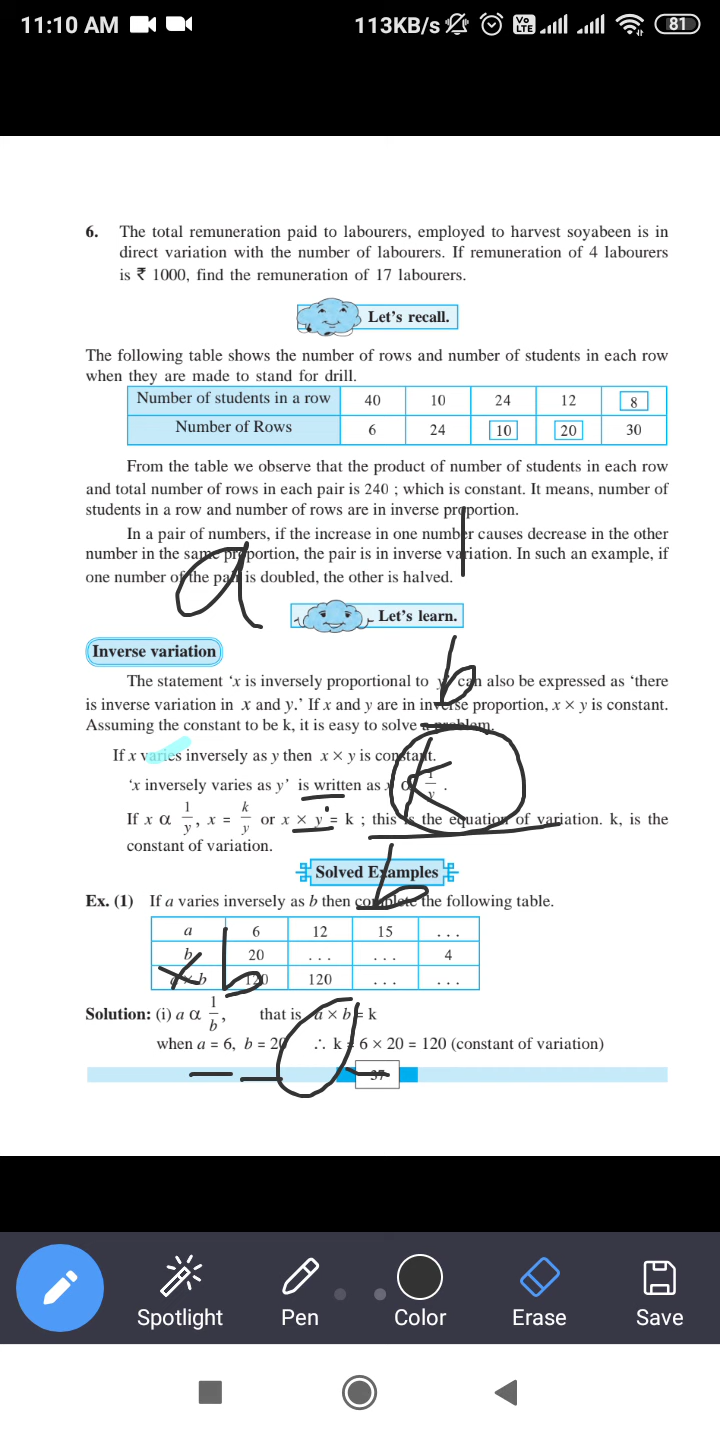 11:10 AM 113KB/s Vo LTE 81
6. The total remuneration paid to labourers, employed to harvest soyabeen is in
direct variation with the number of labourers. If remuneration of 4 labourers
is ₹ 1000, find the remuneration of 17 labourers.
Let's recall.
The following table shows the number of rows and number of students in each row
when they are made to stand for drill.
Number of students in a row 40 10 24 12 8
Number of Rows 6 24 10 20 30
From the table we observe that the product of number of students in each row
and total number of rows in each pair is 240 ; which is constant. It means, number of
students in a row and number of rows are in inverse proportion.
In a pair of numbers, if the increase in one number causes decrease in the other
number in the same proportion, the pair is in inverse variation. In such an example, if
one number of the pair is doubled, the other is halved.
a 1
Let's learn.
Inverse variation
b
The statement ‘x is inversely proportional to y’ can also be expressed as ‘there
is inverse variation in x and y.’ If x and y are in inverse proportion, x × y is constant.
Assuming the constant to be k, it is easy to solve a problem.
If x varies inversely as y then x × y is constant.
‘x inversely varies as y’ is written as x α 1/y .
k
If x α 1/y, x = k/y or x × y = k ; this is the equation of variation. k, is the
constant of variation.
Solved Examples
b
Ex. (1) If a varies inversely as b then complete the following table.
a 6 12 15 . . .
b 20 . . . . . . 4
a × b 120 120 . . . . . .
× b
Solution: (i) a α 1/b, that is, a × b = k
when a = 6, b = 20 ∴ k = 6 × 20 = 120 (constant of variation)
a
37
Spotlight Pen Color Erase Save